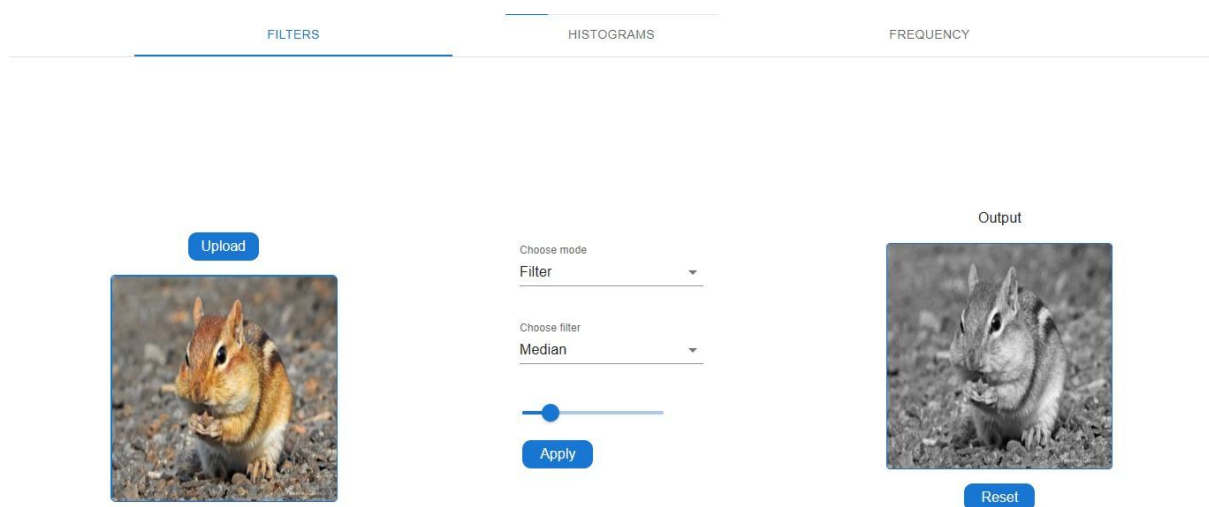 FILTERS
HISTOGRAMS
FREQUENCY
Output
Upload
Choose mode
Filter
Choose filter
Median
Apply
Reset